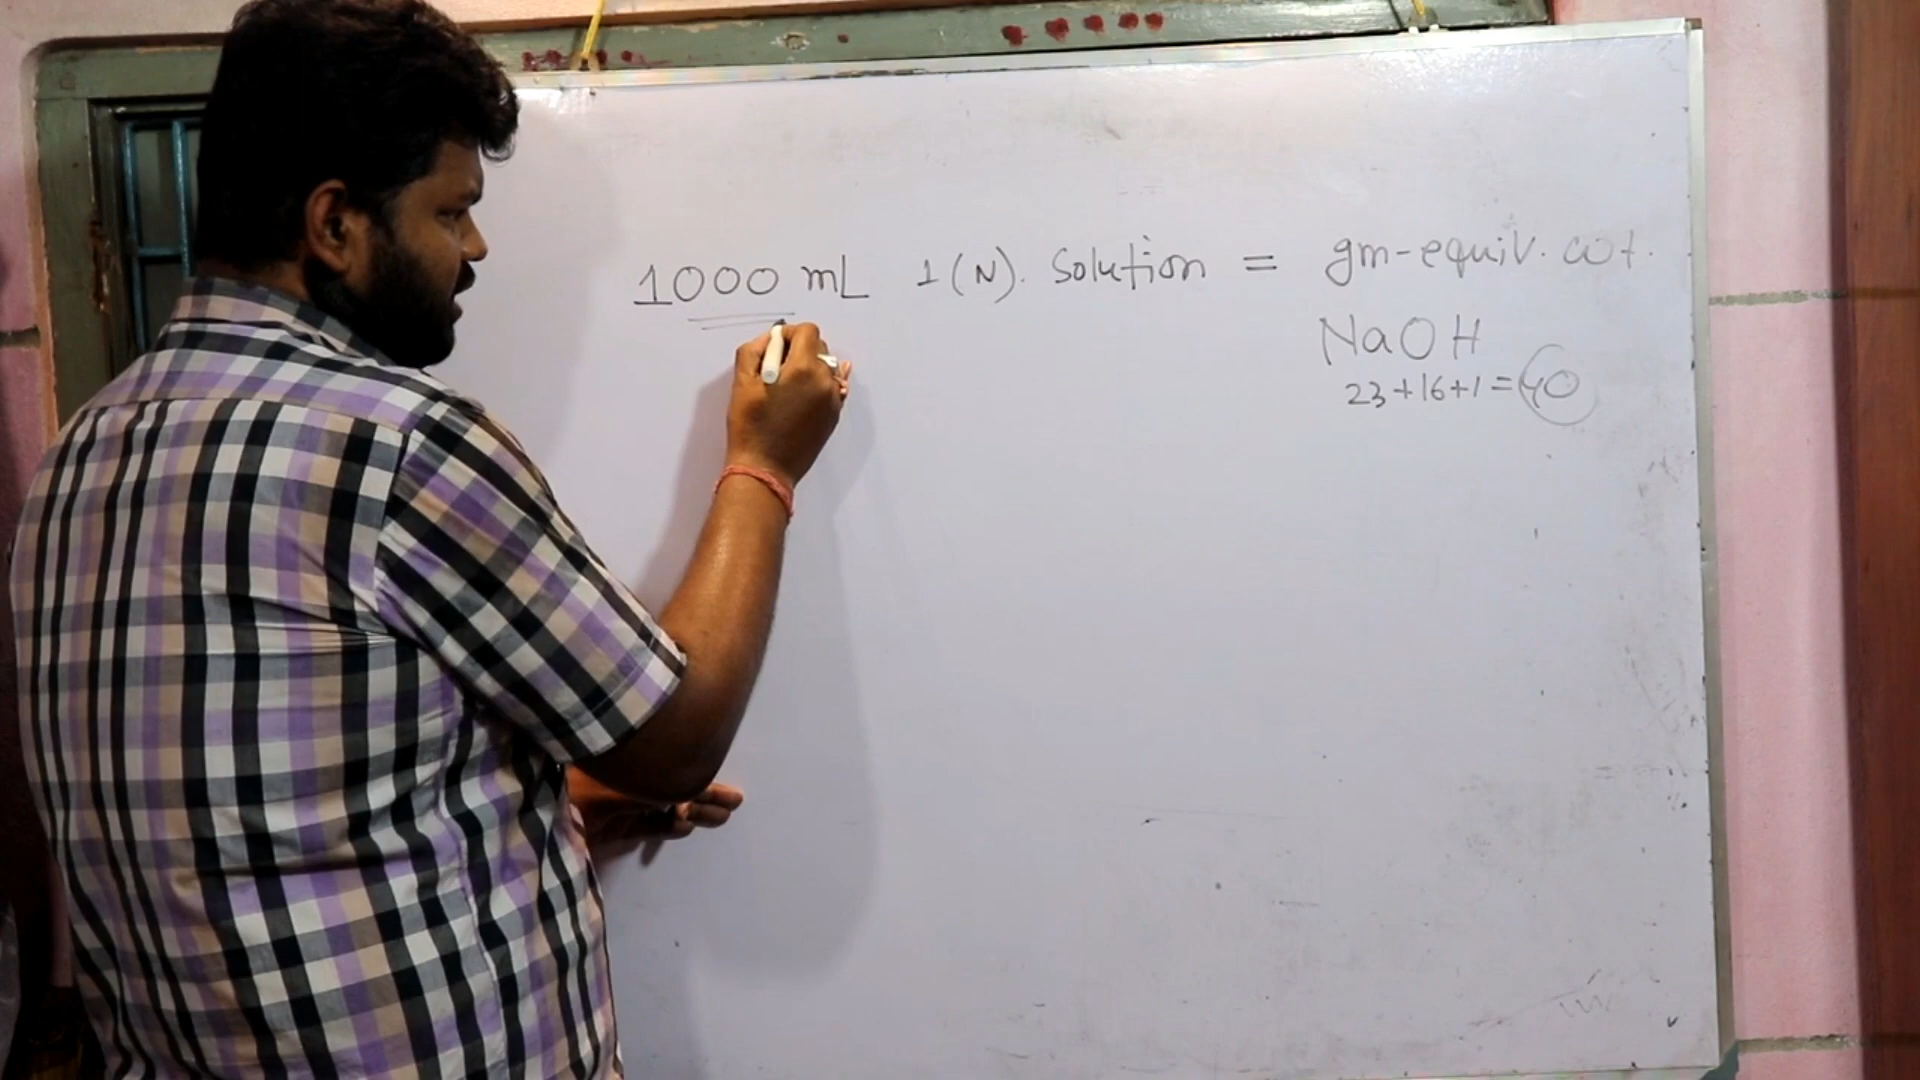 1000 mL 1(N). Solution = gm-equiv. wt.
NaOH
23+16+1=40